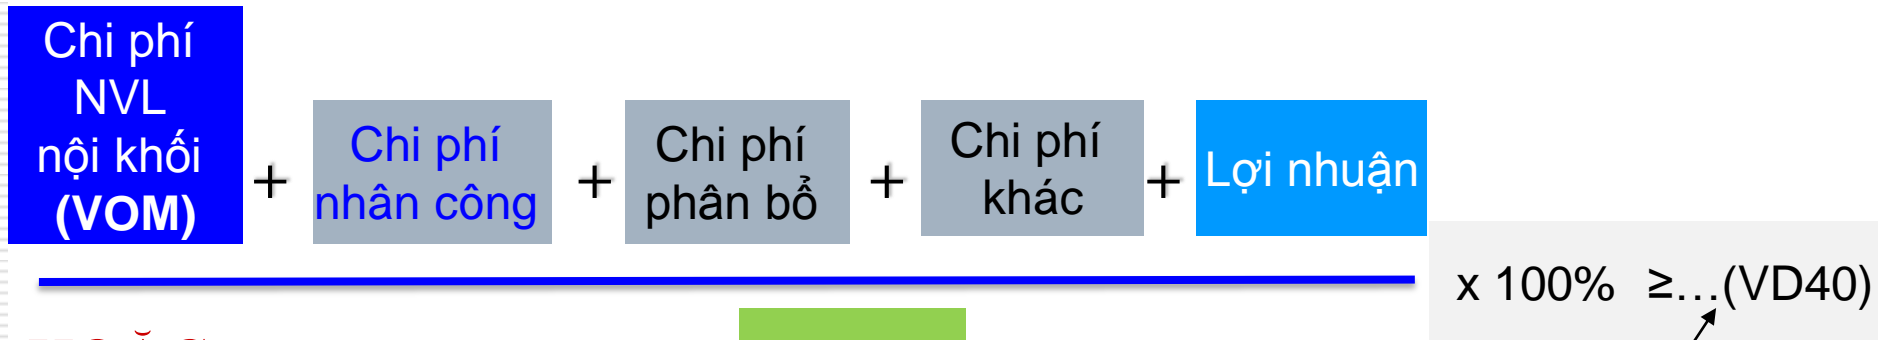 Chi phí
NVL
nội khối
(VOM)
+
Chi phí
nhân công
+
Chi phí
phân bổ
+
Chi phí
khác
+
Lợi nhuận
x 100% ≥…(VD40)